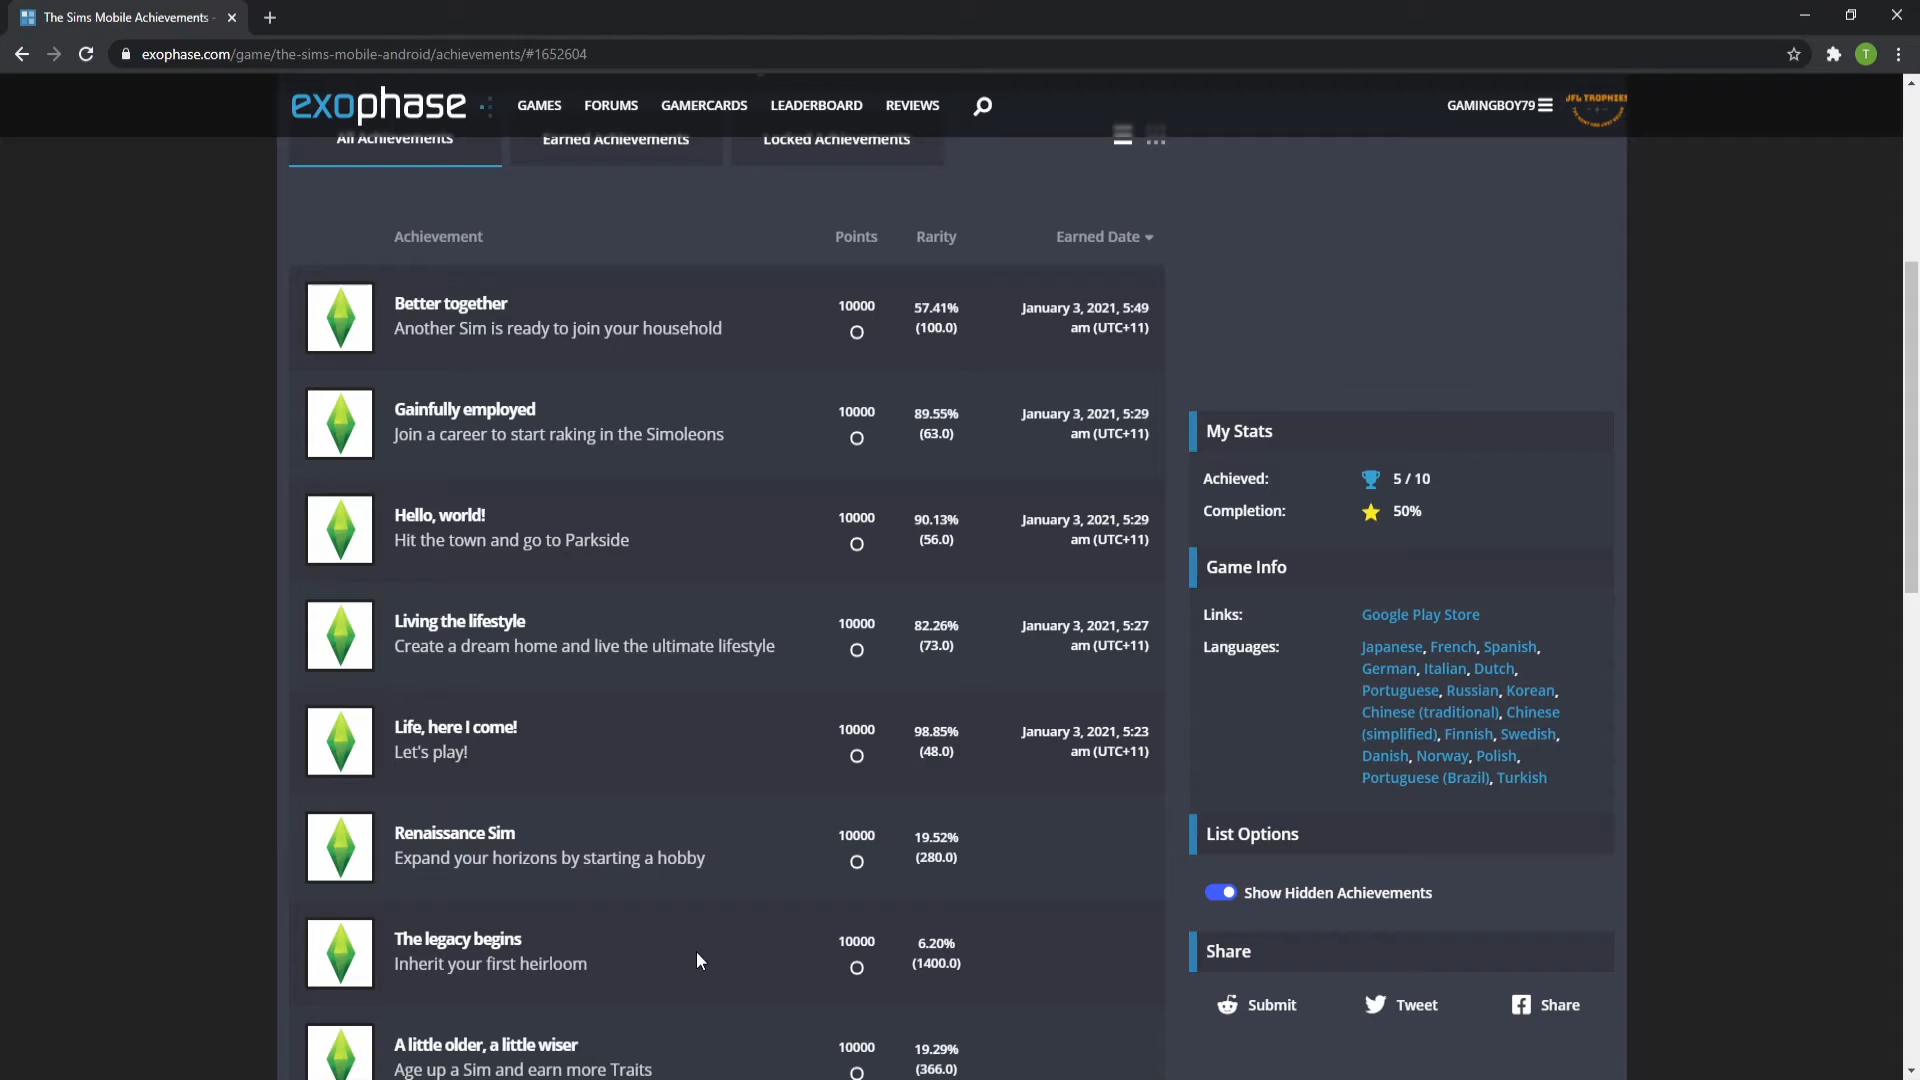 The Sims Mobile Achievements -
exophase.com/game/the-sims-mobile-android/achievements/#1652604
T
exophase
GAMES
FORUMS
GAMERCARDS
LEADERBOARD
REVIEWS
GAMINGBOY79
JFL TROPHIES
All Achievements
Earned Achievements
Locked Achievements
Achievement
Points
Rarity
Earned Date
Better together
Another Sim is ready to join your household
10000
57.41%
(100.0)
January 3, 2021, 5:49
am (UTC+11)
Gainfully employed
Join a career to start raking in the Simoleons
10000
89.55%
(63.0)
January 3, 2021, 5:29
am (UTC+11)
Hello, world!
Hit the town and go to Parkside
10000
90.13%
(56.0)
January 3, 2021, 5:29
am (UTC+11)
Living the lifestyle
Create a dream home and live the ultimate lifestyle
10000
82.26%
(73.0)
January 3, 2021, 5:27
am (UTC+11)
Life, here I come!
Let's play!
10000
98.85%
(48.0)
January 3, 2021, 5:23
am (UTC+11)
Renaissance Sim
Expand your horizons by starting a hobby
10000
19.52%
(280.0)
The legacy begins
Inherit your first heirloom
10000
6.20%
(1400.0)
A little older, a little wiser
Age up a Sim and earn more Traits
10000
19.29%
(366.0)
My Stats
Achieved:
5 / 10
Completion:
50%
Game Info
Links:
Google Play Store
Languages:
Japanese, French, Spanish,
German, Italian, Dutch,
Portuguese, Russian, Korean,
Chinese (traditional), Chinese
(simplified), Finnish, Swedish,
Danish, Norway, Polish,
Portuguese (Brazil), Turkish
List Options
Show Hidden Achievements
Share
Submit
Tweet
Share